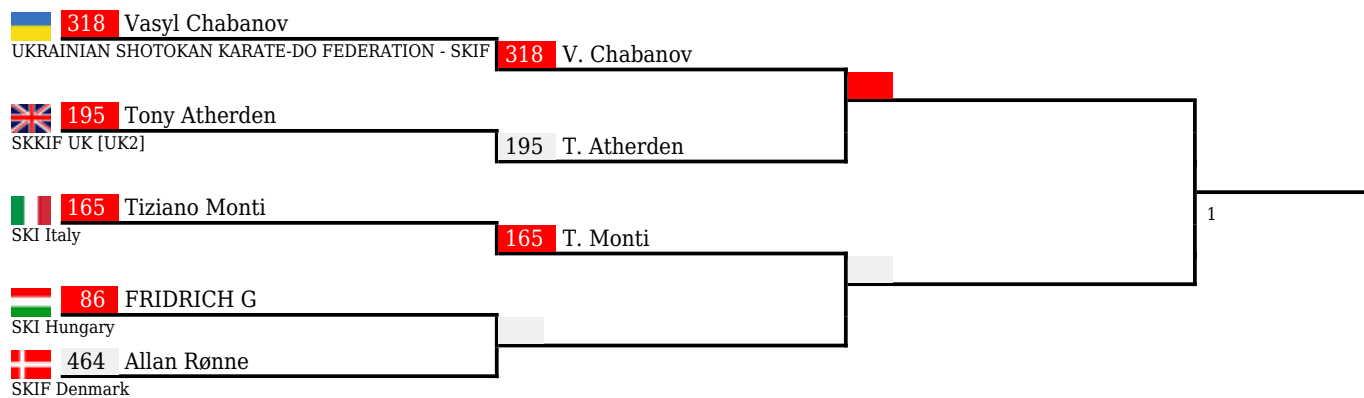 318 Vasyl Chabanov
UKRAINIAN SHOTOKAN KARATE-DO FEDERATION - SKIF
318 V. Chabanov
195 Tony Atherden
SKKIF UK [UK2]
195 T. Atherden
165 Tiziano Monti
SKI Italy
165 T. Monti
1
86 FRIDRICH G
SKI Hungary
464 Allan Rønne
SKIF Denmark